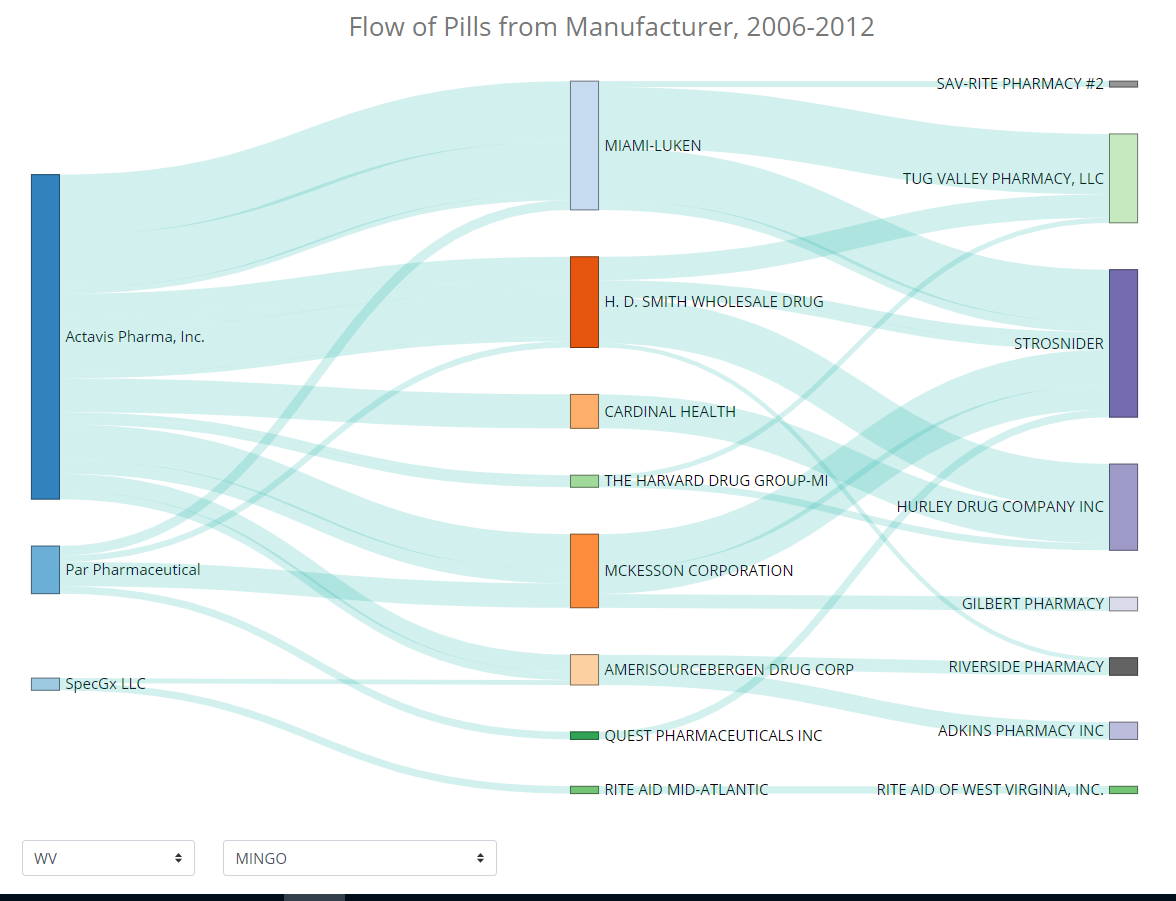 Flow of Pills from Manufacturer, 2006-2012
SAV-RITE PHARMACY #2
MIAMI-LUKEN
TUG VALLEY PHARMACY, LLC
H. D. SMITH WHOLESALE DRUG
Actavis Pharma, Inc.
STROSNIDER
CARDINAL HEALTH
THE HARVARD DRUG GROUP-MI
HURLEY DRUG COMPANY INC
Par Pharmaceutical
MCKESSON CORPORATION
GILBERT PHARMACY
AMERISOURCEBERGEN DRUG CORP
RIVERSIDE PHARMACY
SpecGx LLC
QUEST PHARMACEUTICALS INC
ADKINS PHARMACY INC
RITE AID MID-ATLANTIC
RITE AID OF WEST VIRGINIA, INC.
WV
MINGO